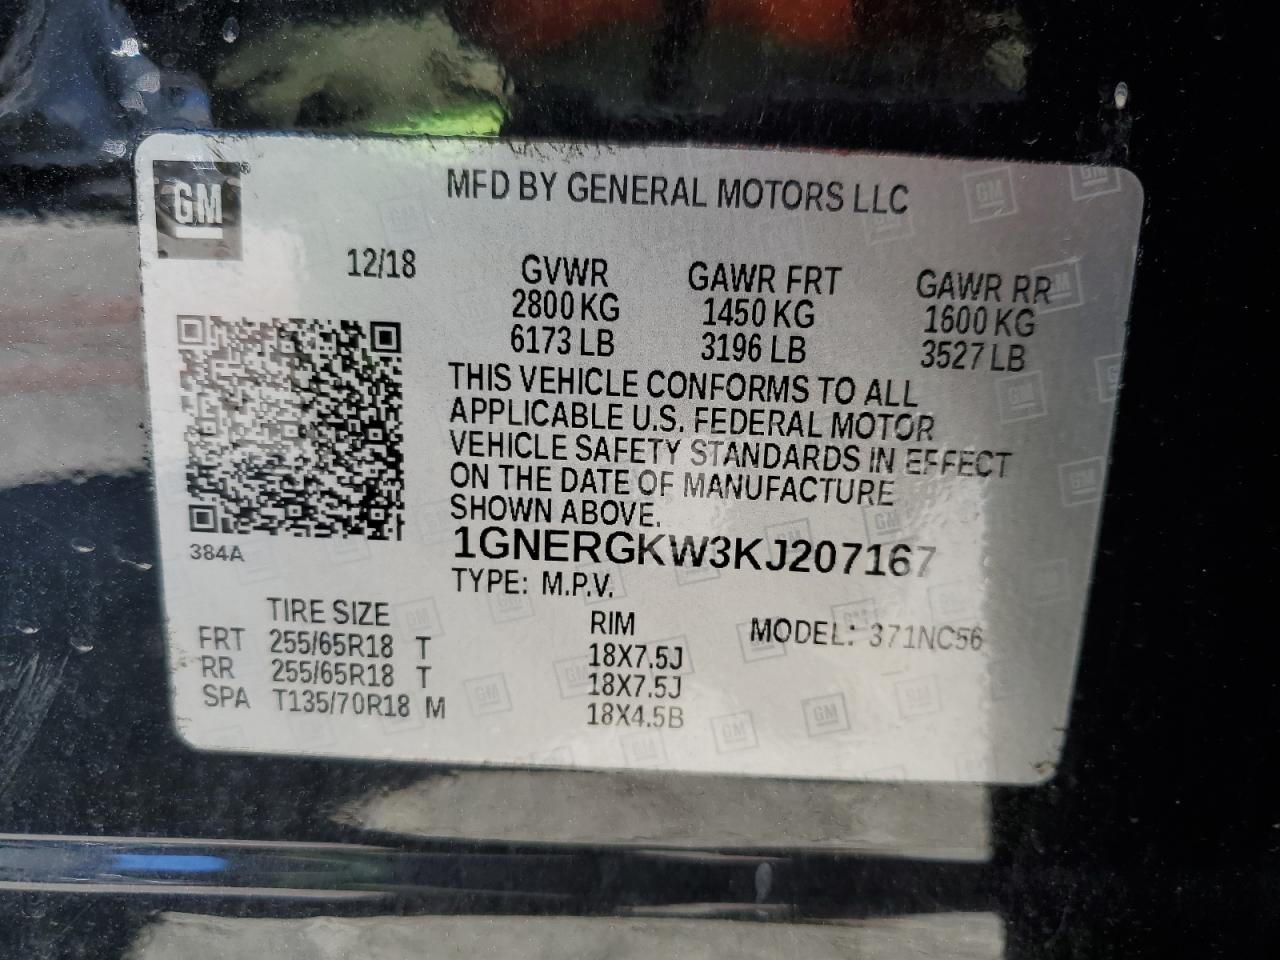 GM
MFD BY GENERAL MOTORS LLC
12/18
GVWR
2800 KG
6173 LB
GAWR FRT
1450 KG
3196 LB
GAWR RR
1600 KG
3527 LB
THIS VEHICLE CONFORMS TO ALL
APPLICABLE U.S. FEDERAL MOTOR
VEHICLE SAFETY STANDARDS IN EFFECT
ON THE DATE OF MANUFACTURE
SHOWN ABOVE.
384A
1GNERGKW3KJ207167
TYPE: M.P.V.
TIRE SIZE RIM MODEL: 371NC56
FRT 255/65R18 T 18X7.5J
RR 255/65R18 T 18X7.5J
SPA T135/70R18 M 18X4.5B